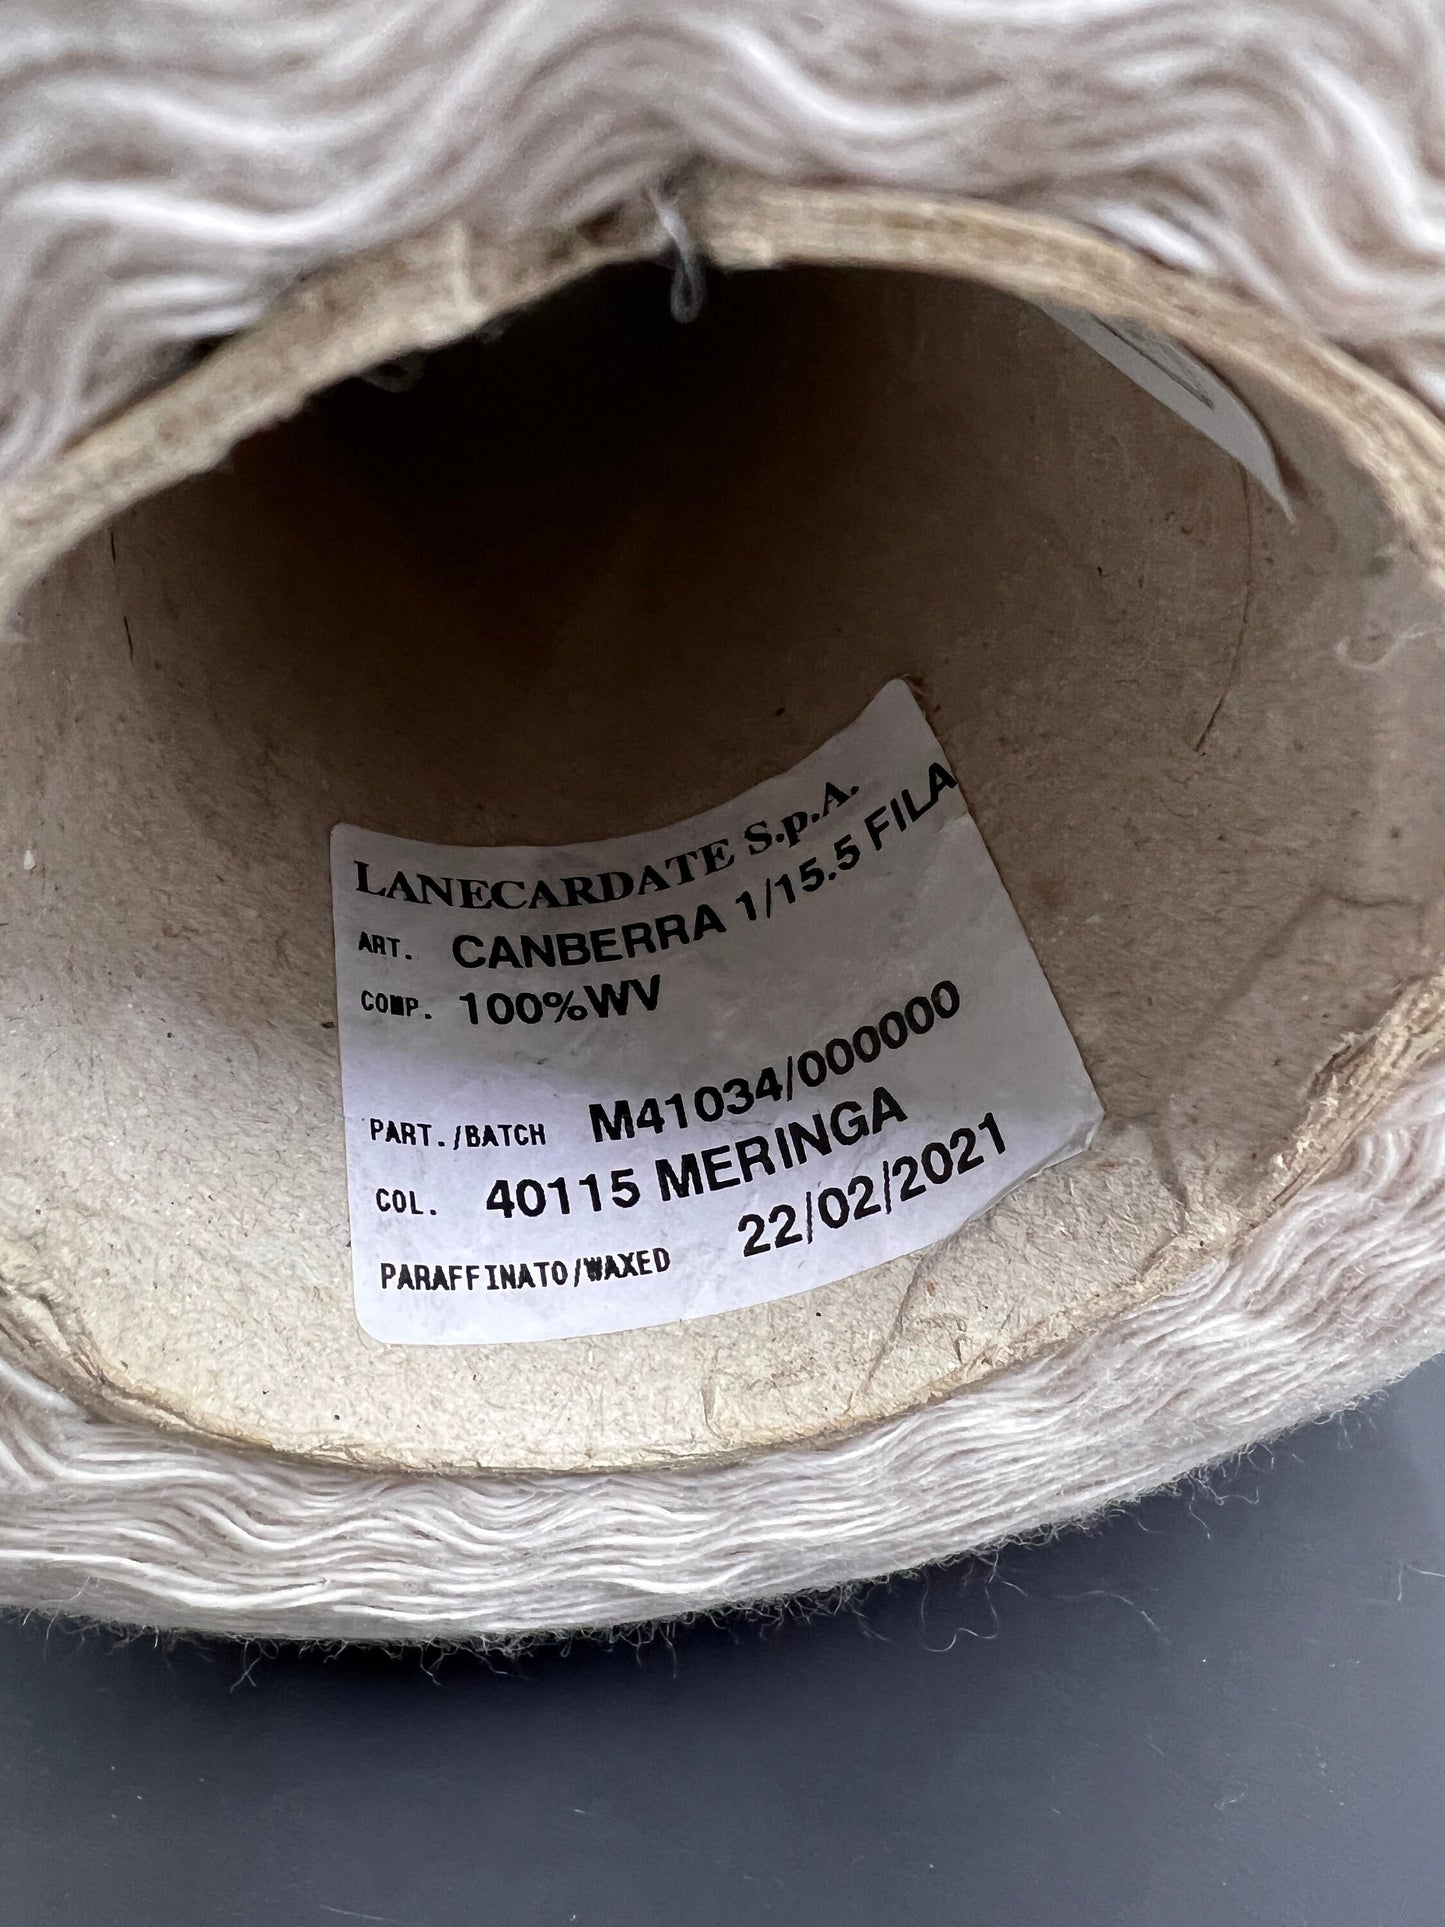 LANECARDATE S.p.A.
ART. CANBERRA 1/15.5 FILA
COMP. 100%WV
PART./BATCH M41034/000000
COL. 40115 MERINGA
PARAFFINATO/WAXED 22/02/2021